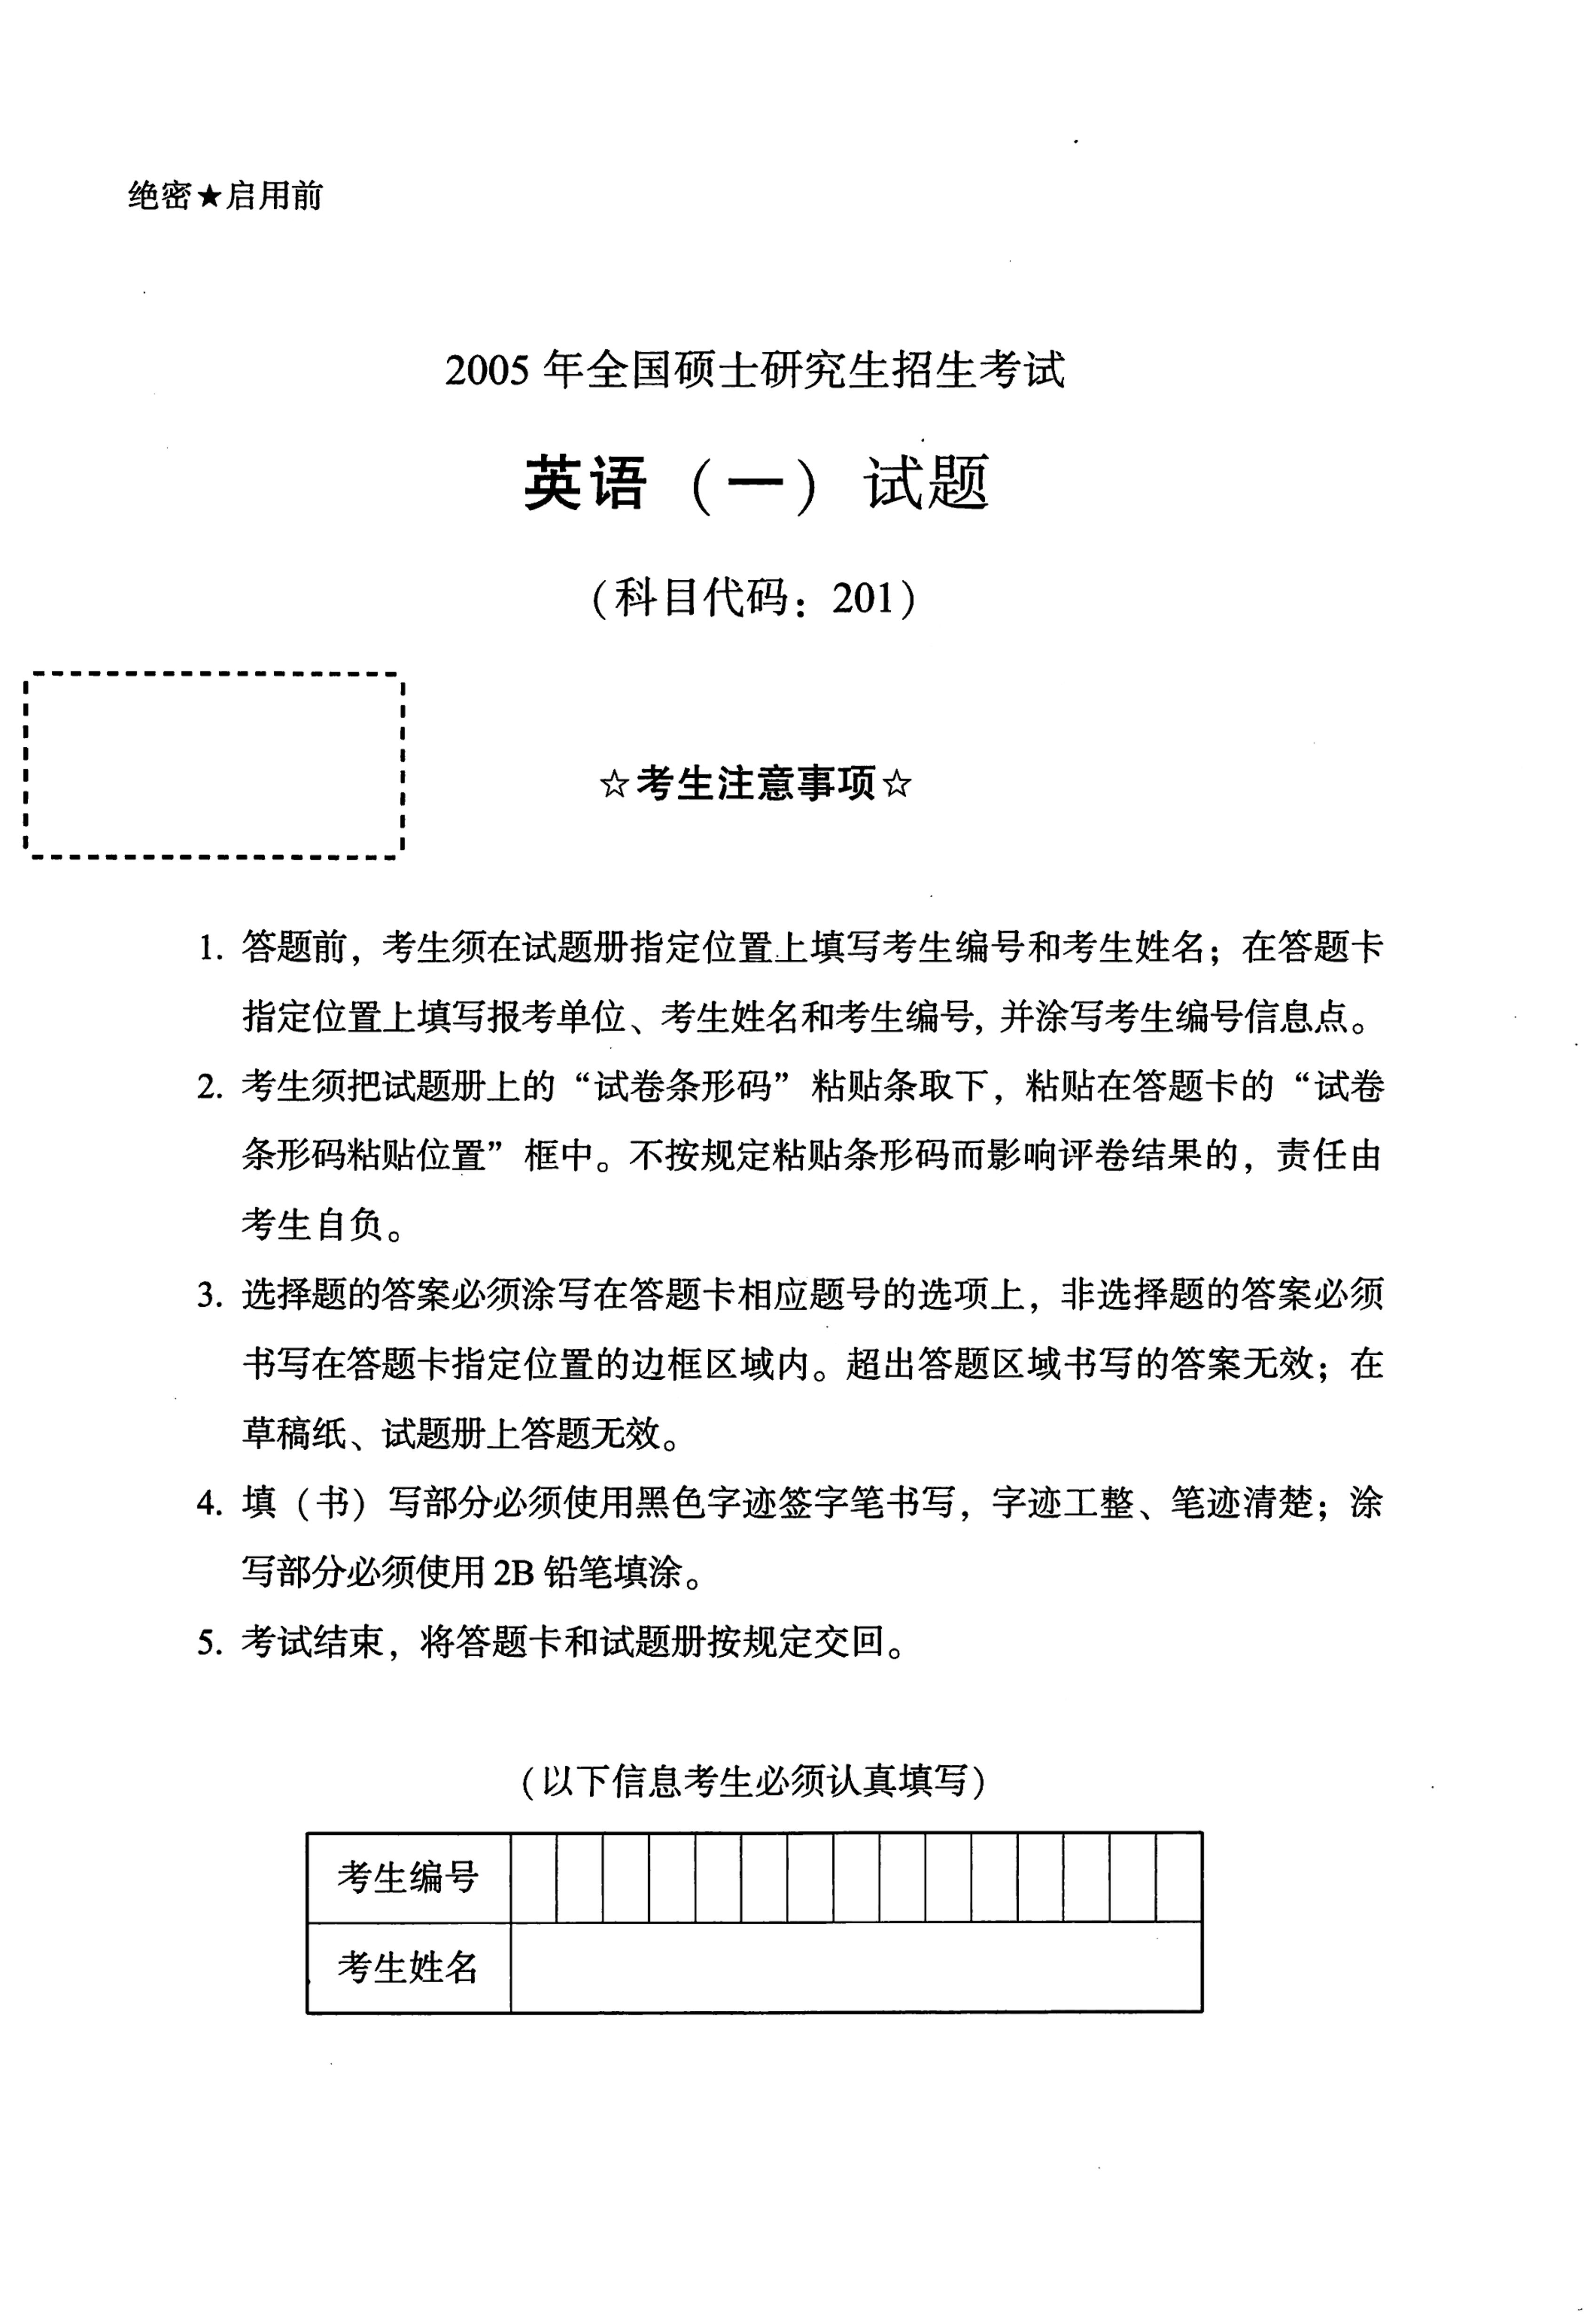 绝密★启用前
2005 年全国硕士研究生招生考试
英语（一）试题
（科目代码：201）
☆考生注意事项☆
1. 答题前，考生须在试题册指定位置上填写考生编号和考生姓名；在答题卡
指定位置上填写报考单位、考生姓名和考生编号，并涂写考生编号信息点。
2. 考生须把试题册上的“试卷条形码”粘贴条取下，粘贴在答题卡的“试卷
条形码粘贴位置”框中。不按规定粘贴条形码而影响评卷结果的，责任由
考生自负。
3. 选择题的答案必须涂写在答题卡相应题号的选项上，非选择题的答案必须
书写在答题卡指定位置的边框区域内。超出答题区域书写的答案无效；在
草稿纸、试题册上答题无效。
4. 填（书）写部分必须使用黑色字迹签字笔书写，字迹工整、笔迹清楚；涂
写部分必须使用 2B 铅笔填涂。
5. 考试结束，将答题卡和试题册按规定交回。
（以下信息考生必须认真填写）
考生编号
考生姓名